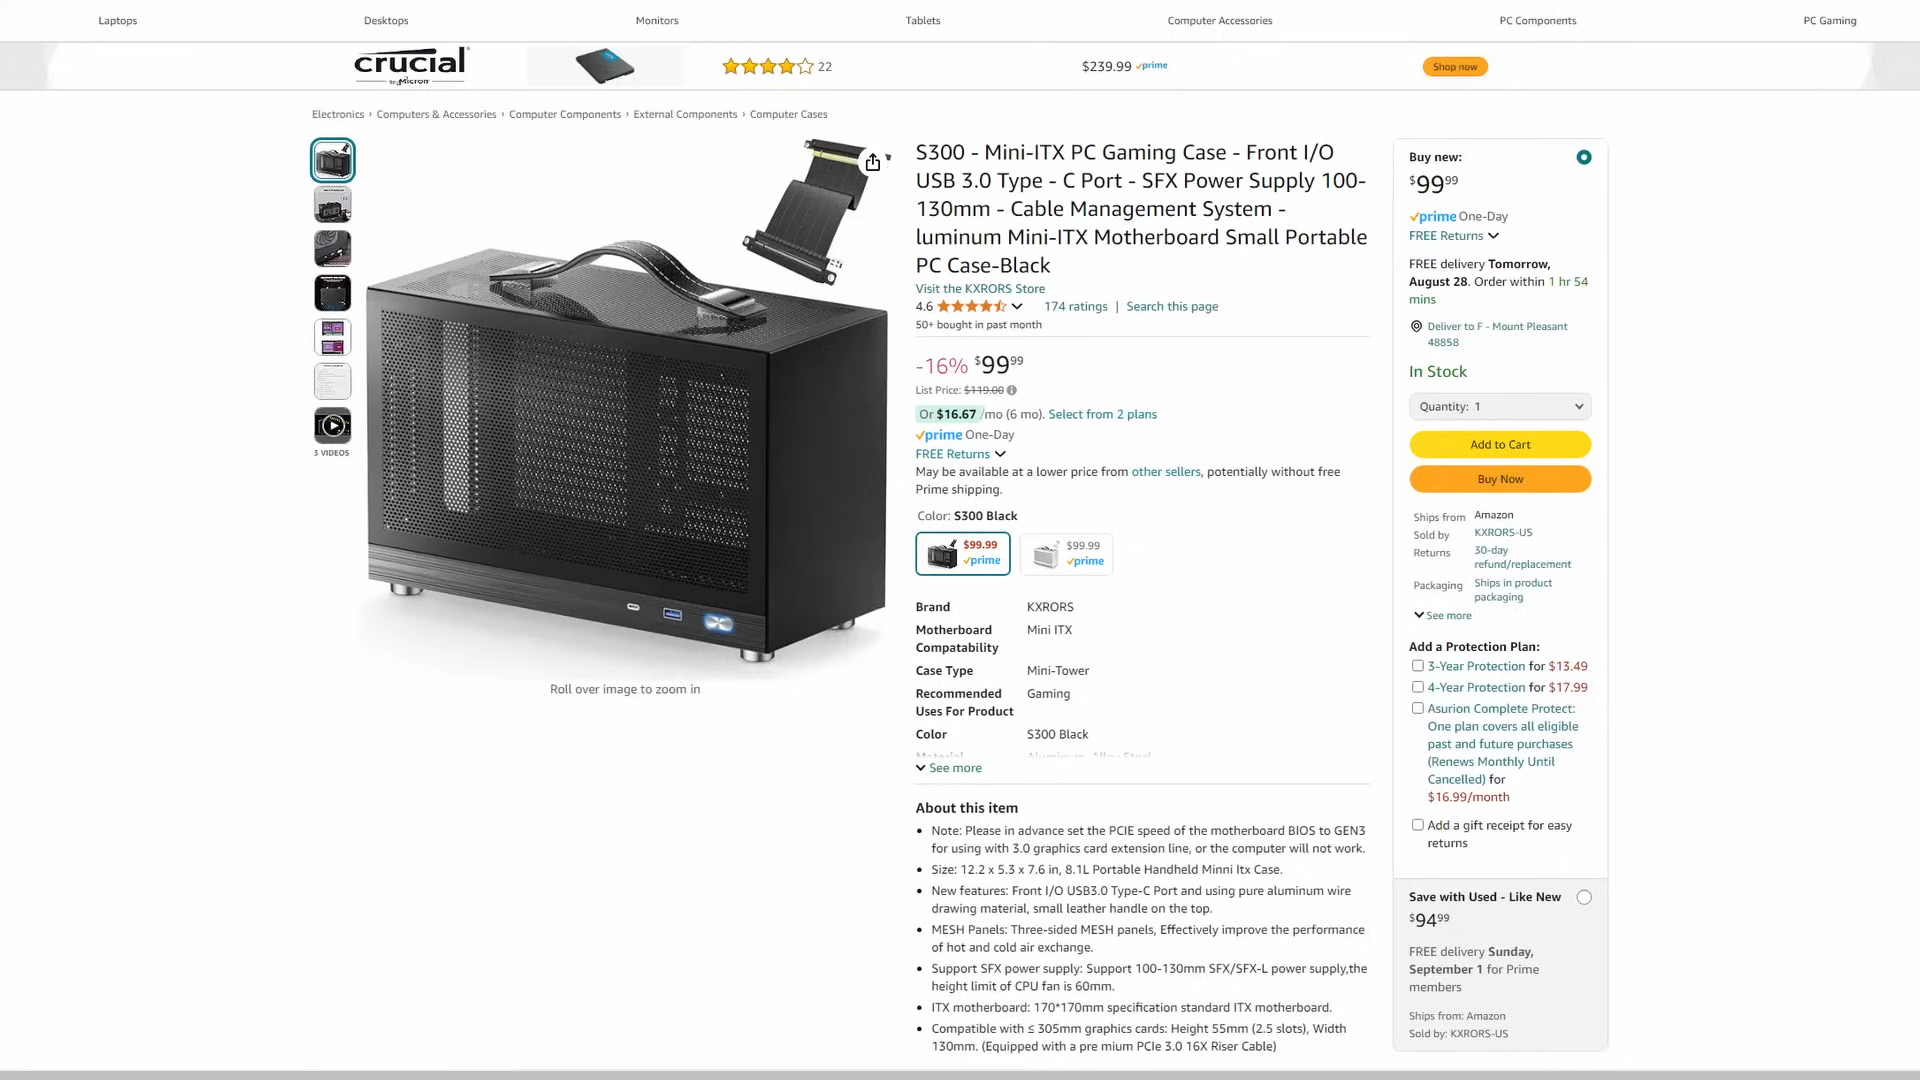 Laptops
Desktops
Monitors
Tablets
Computer Accessories
PC Components
PC Gaming
crucial
by Micron
22
$239.99 prime
Shop now
Electronics › Computers & Accessories › Computer Components › External Components › Computer Cases
3 VIDEOS
Roll over image to zoom in
S300 - Mini-ITX PC Gaming Case - Front I/O
USB 3.0 Type - C Port - SFX Power Supply 100-
130mm - Cable Management System -
luminum Mini-ITX Motherboard Small Portable
PC Case-Black
Visit the KXRORS Store
4.6 174 ratings | Search this page
50+ bought in past month
-16% $99 99
List Price: $119.00
Or $16.67 /mo (6 mo). Select from 2 plans
prime One-Day
FREE Returns
May be available at a lower price from other sellers, potentially without free
Prime shipping.
Color: S300 Black
$99.99
prime
$99.99
prime
Brand KXRORS
Motherboard Mini ITX
Compatability
Case Type Mini-Tower
Recommended Gaming
Uses For Product
Color S300 Black
Material Aluminum, Alloy Steel
See more
About this item
Note: Please in advance set the PCIE speed of the motherboard BIOS to GEN3
for using with 3.0 graphics card extension line, or the computer will not work.
Size: 12.2 x 5.3 x 7.6 in, 8.1L Portable Handheld Minni Itx Case.
New features: Front I/O USB3.0 Type-C Port and using pure aluminum wire
drawing material, small leather handle on the top.
MESH Panels: Three-sided MESH panels, Effectively improve the performance
of hot and cold air exchange.
Support SFX power supply: Support 100-130mm SFX/SFX-L power supply,the
height limit of CPU fan is 60mm.
ITX motherboard: 170*170mm specification standard ITX motherboard.
Compatible with ≤ 305mm graphics cards: Height 55mm (2.5 slots), Width
130mm. (Equipped with a pre mium PCIe 3.0 16X Riser Cable)
Buy new:
$99 99
prime One-Day
FREE Returns
FREE delivery Tomorrow,
August 28. Order within 1 hr 54
mins
Deliver to F - Mount Pleasant
48858
In Stock
Quantity: 1
Add to Cart
Buy Now
Ships from Amazon
Sold by KXRORS-US
Returns 30-day
refund/replacement
Packaging Ships in product
packaging
See more
Add a Protection Plan:
3-Year Protection for $13.49
4-Year Protection for $17.99
Asurion Complete Protect:
One plan covers all eligible
past and future purchases
(Renews Monthly Until
Cancelled) for
$16.99/month
Add a gift receipt for easy
returns
Save with Used - Like New
$94 99
FREE delivery Sunday,
September 1 for Prime
members
Ships from: Amazon
Sold by: KXRORS-US